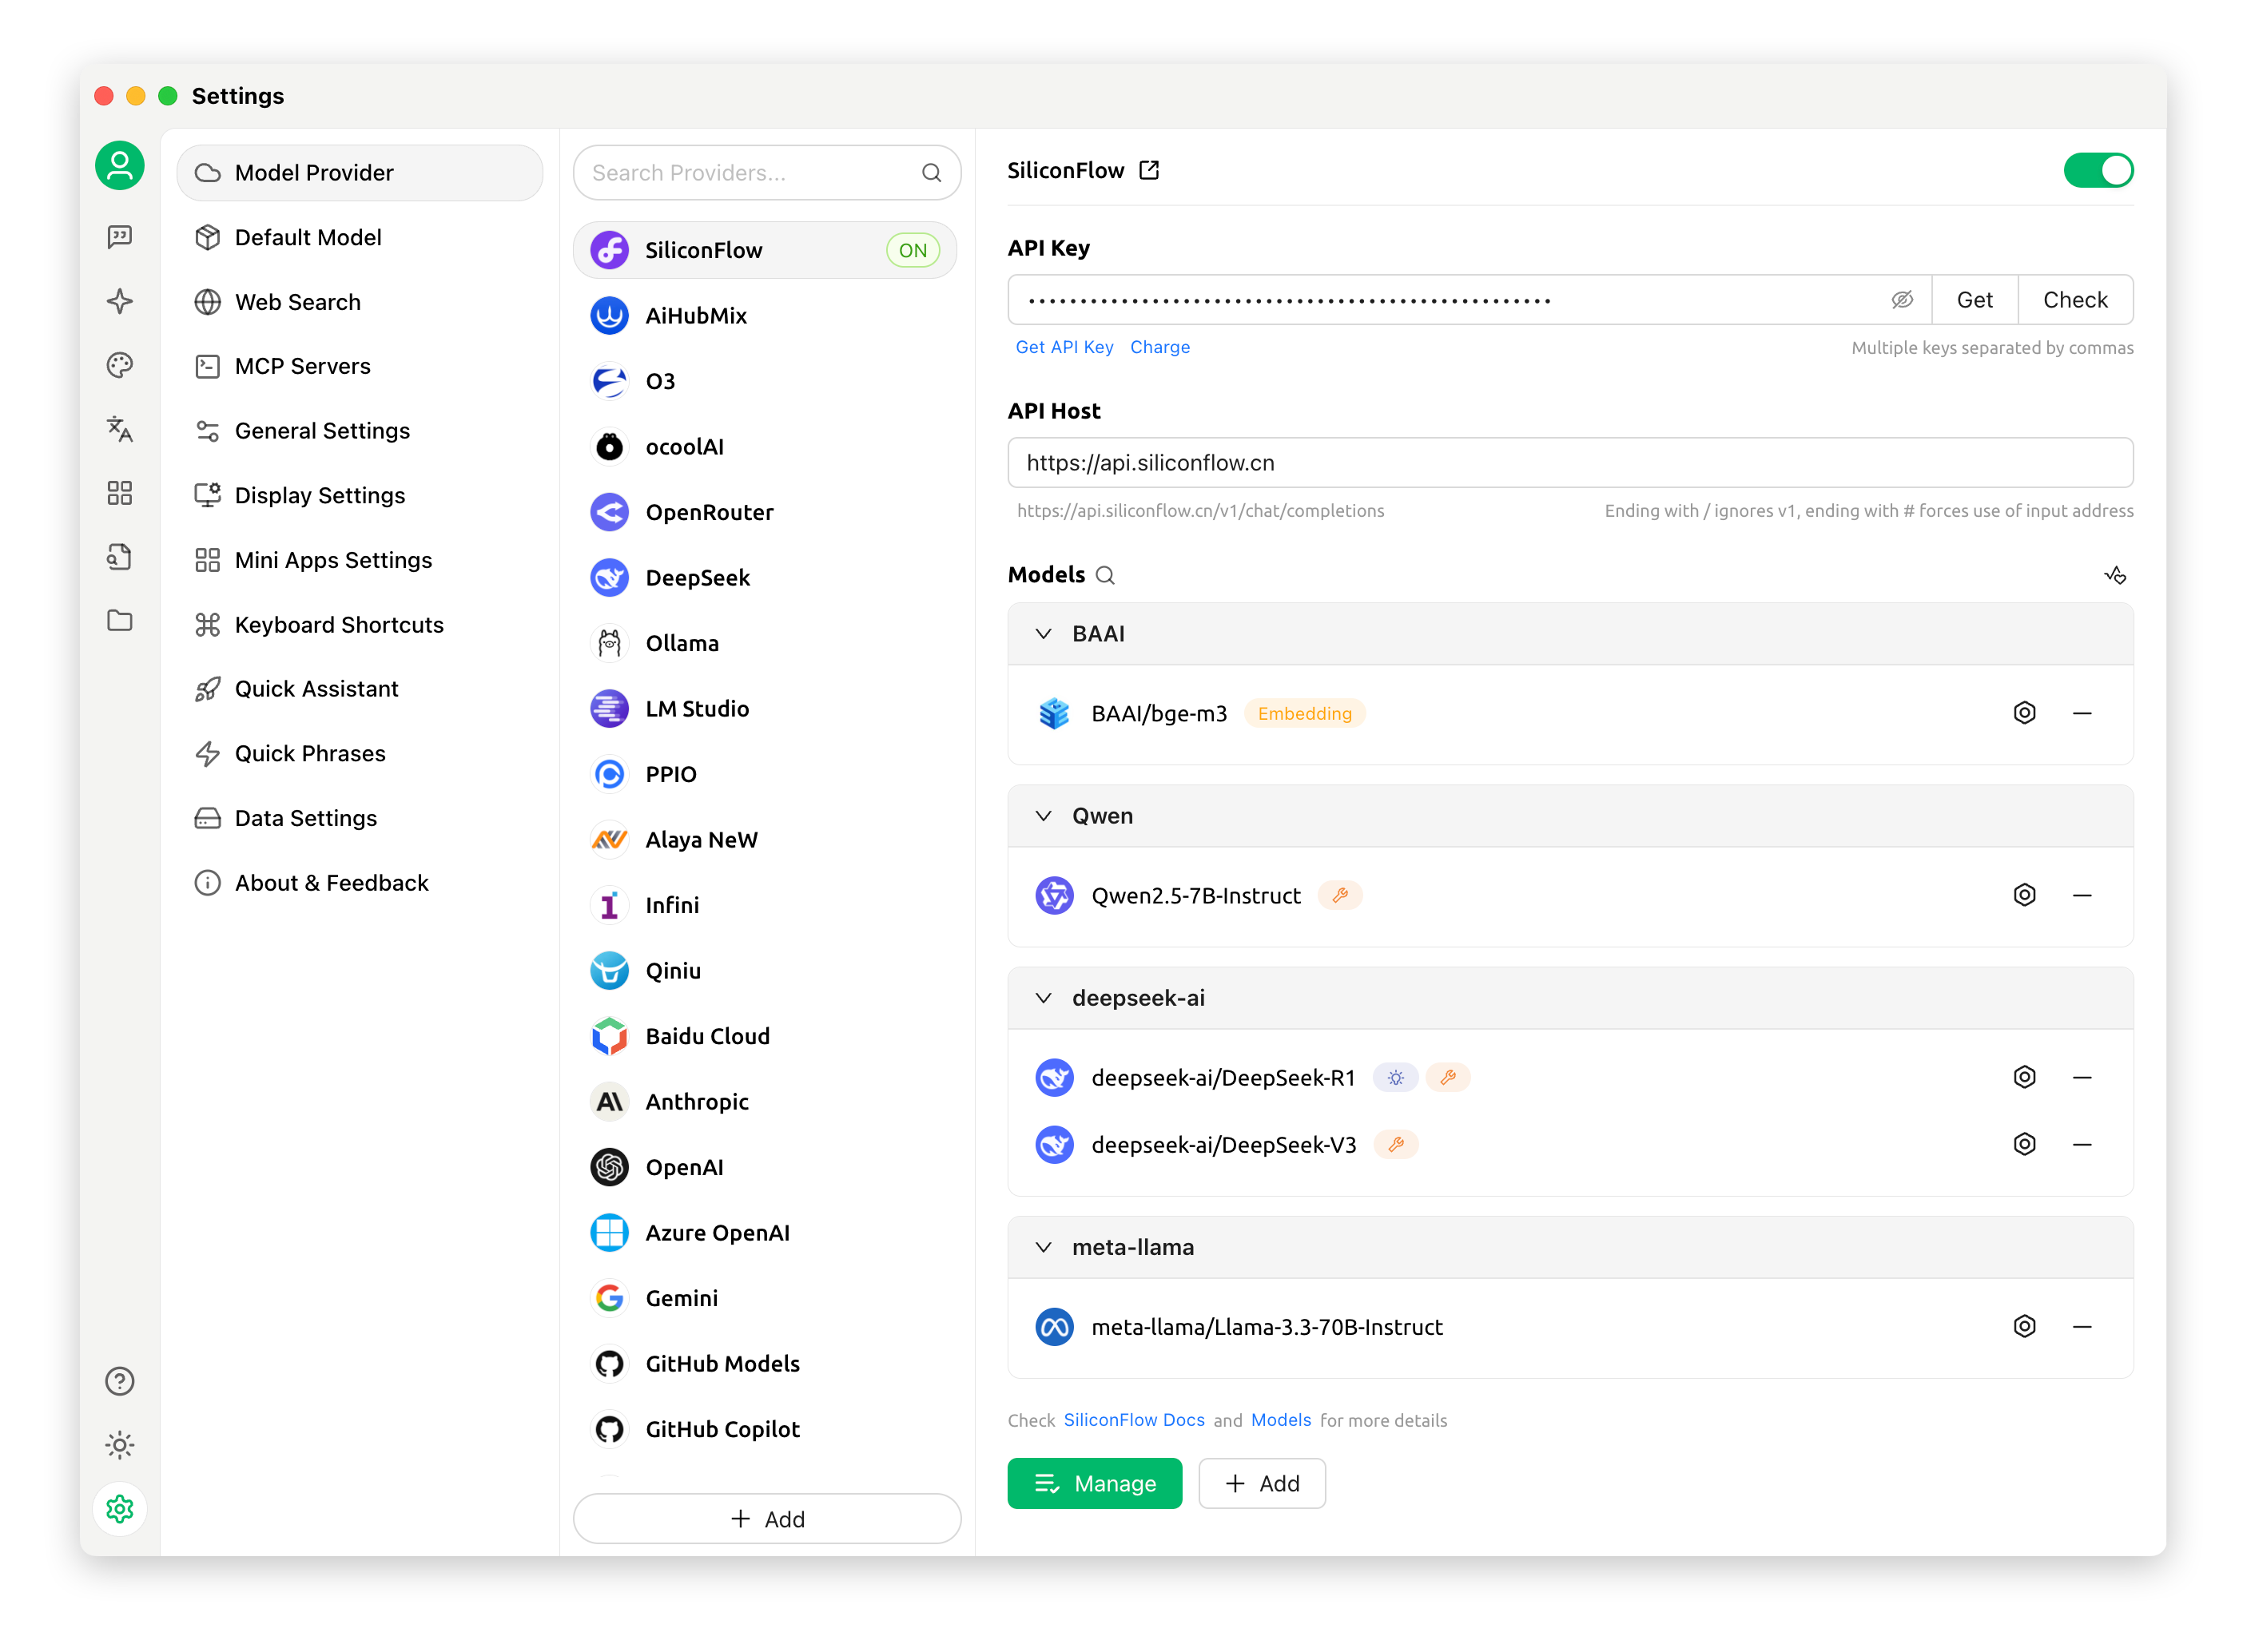 Settings
Model Provider
Default Model
Web Search
MCP Servers
General Settings
Display Settings
Mini Apps Settings
Keyboard Shortcuts
Quick Assistant
Quick Phrases
Data Settings
About & Feedback
Search Providers...
SiliconFlow ON
AiHubMix
O3
ocoolAI
OpenRouter
DeepSeek
Ollama
LM Studio
PPIO
Alaya NeW
Infini
Qiniu
Baidu Cloud
Anthropic
OpenAI
Azure OpenAI
Gemini
GitHub Models
GitHub Copilot
+ Add
SiliconFlow
API Key
•••••••••••••••••••••••••••••••••••••••••••••••••••
Get Check
Get API Key Charge Multiple keys separated by commas
API Host
https://api.siliconflow.cn
https://api.siliconflow.cn/v1/chat/completions Ending with / ignores v1, ending with # forces use of input address
Models
BAAI
BAAI/bge-m3 Embedding
Qwen
Qwen2.5-7B-Instruct
deepseek-ai
deepseek-ai/DeepSeek-R1
deepseek-ai/DeepSeek-V3
meta-llama
meta-llama/Llama-3.3-70B-Instruct
Check SiliconFlow Docs and Models for more details
Manage + Add